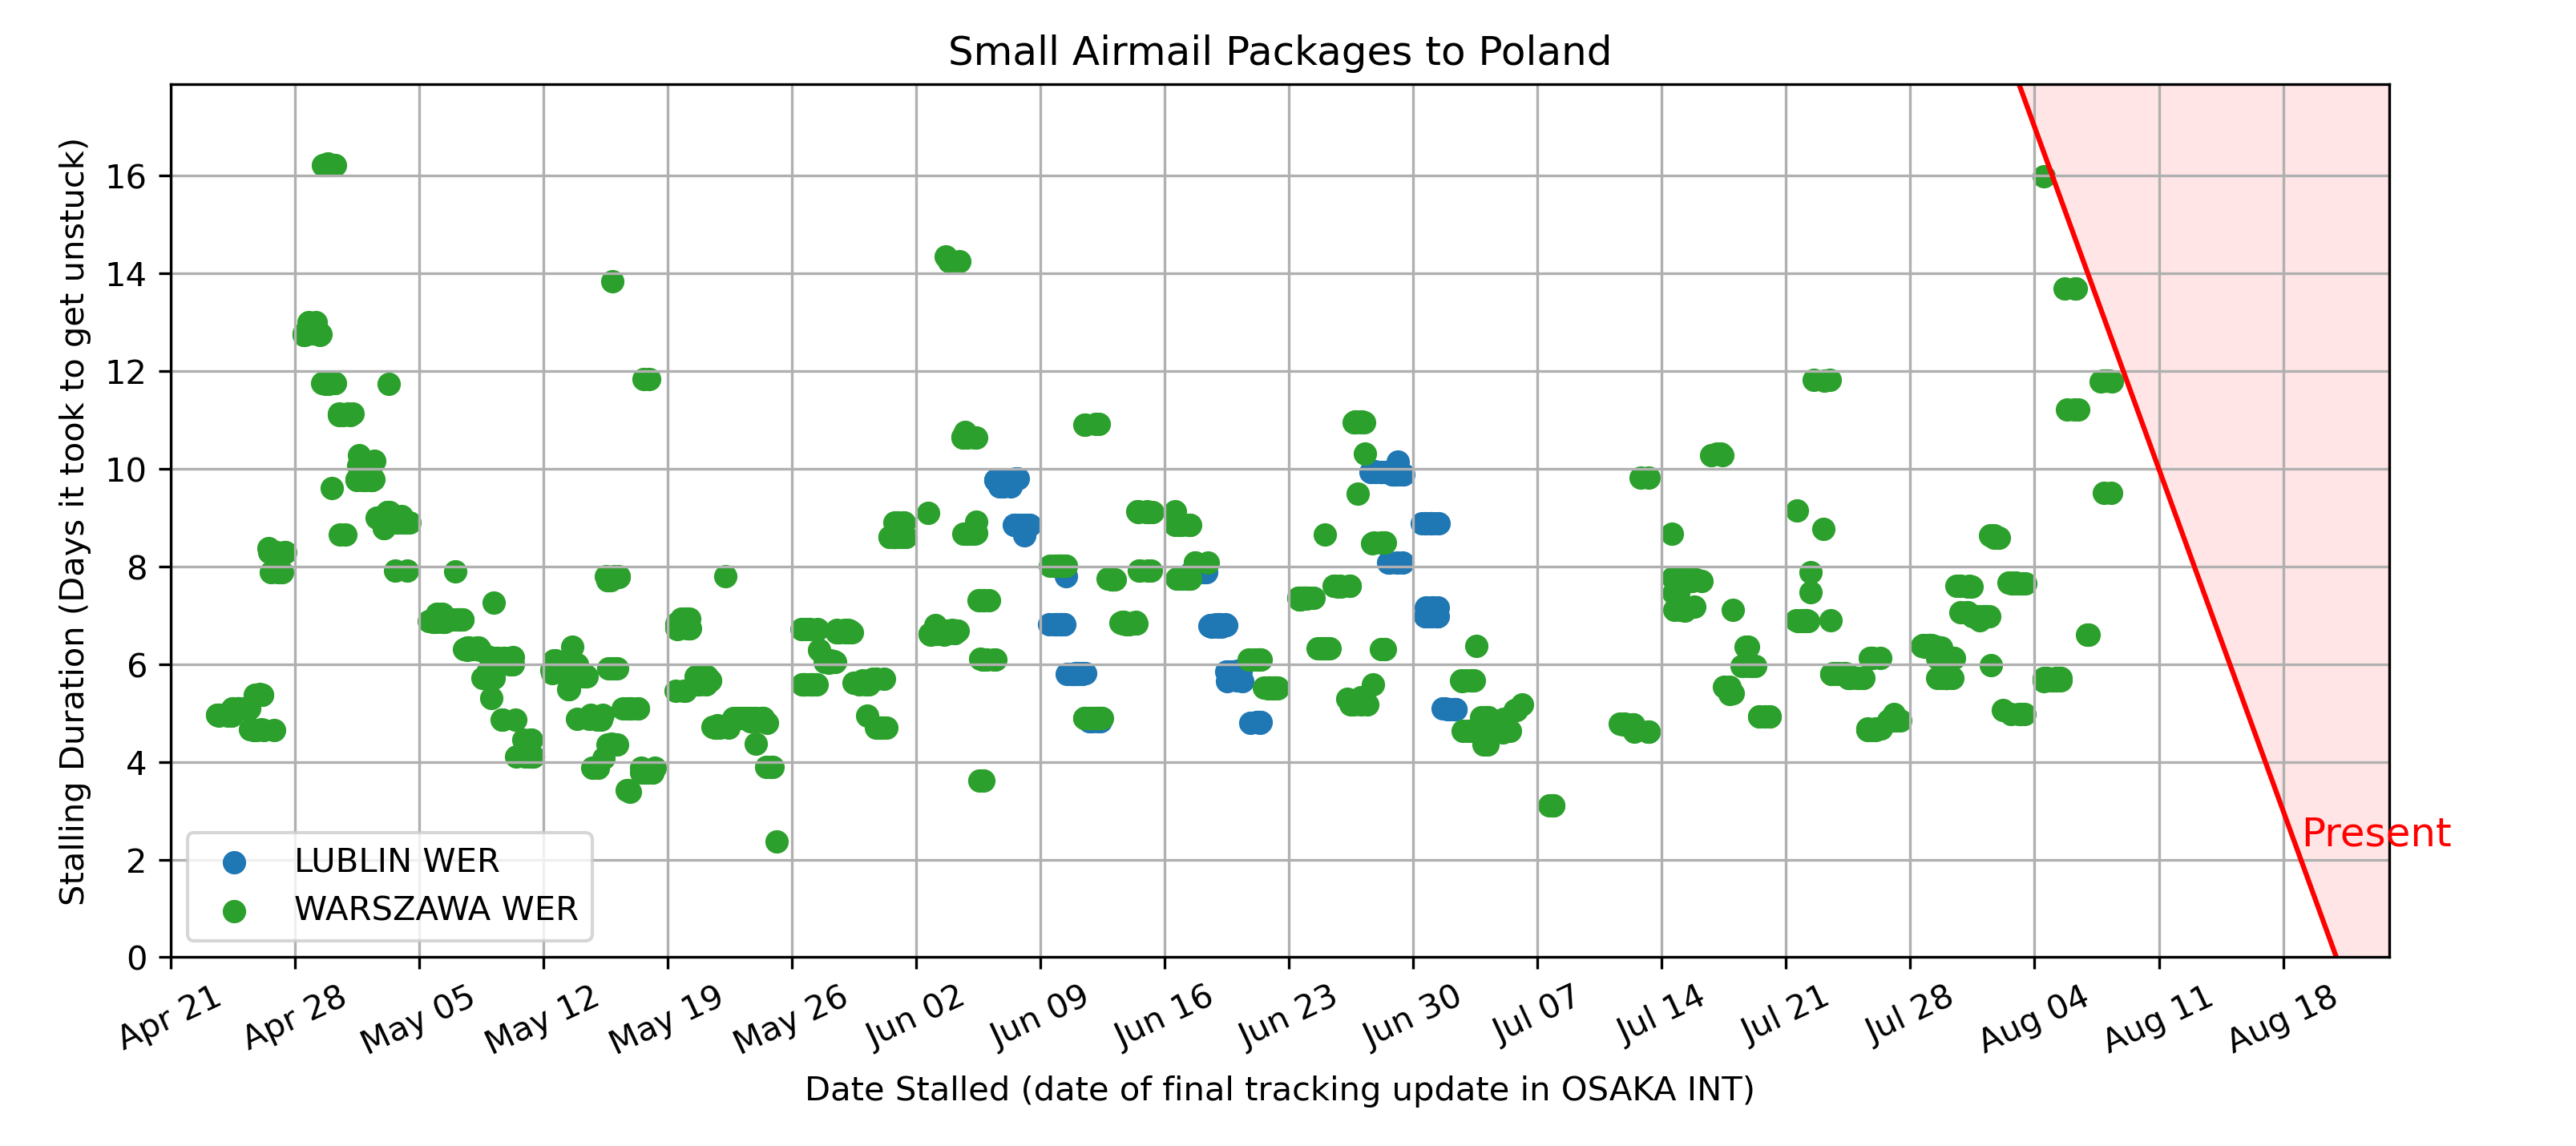 Small Airmail Packages to Poland
Stalling Duration (Days it took to get unstuck)
16
14
12
10
8
6
4
2
0
LUBLIN WER
WARSZAWA WER
Present
Apr 21
Apr 28
May 05
May 12
May 19
May 26
Jun 02
Jun 09
Jun 16
Jun 23
Jun 30
Jul 07
Jul 14
Jul 21
Jul 28
Aug 04
Aug 11
Aug 18
Date Stalled (date of final tracking update in OSAKA INT)